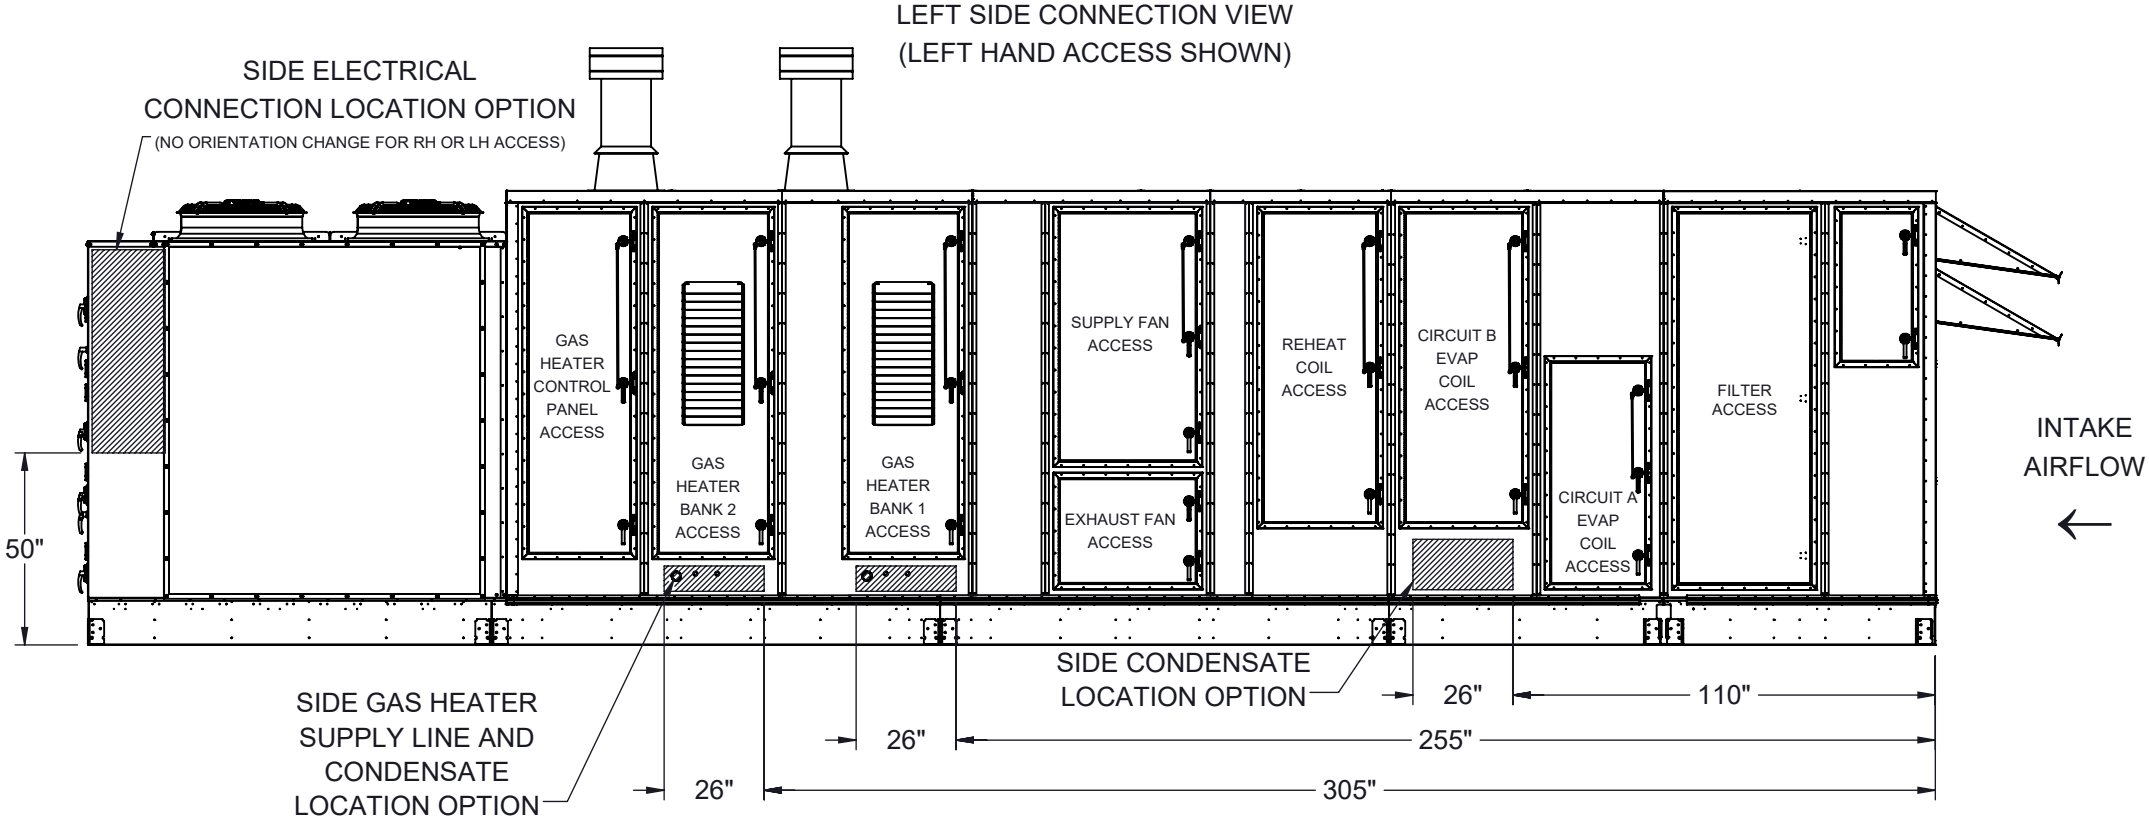 LEFT SIDE CONNECTION VIEW
(LEFT HAND ACCESS SHOWN)
SIDE ELECTRICAL
CONNECTION LOCATION OPTION
(NO ORIENTATION CHANGE FOR RH OR LH ACCESS)
GAS
HEATER
CONTROL
PANEL
ACCESS
GAS
HEATER
BANK 2
ACCESS
GAS
HEATER
BANK 1
ACCESS
SUPPLY FAN
ACCESS
EXHAUST FAN
ACCESS
REHEAT
COIL
ACCESS
CIRCUIT B
EVAP
COIL
ACCESS
CIRCUIT A
EVAP
COIL
ACCESS
FILTER
ACCESS
INTAKE
AIRFLOW
50"
SIDE GAS HEATER
SUPPLY LINE AND
CONDENSATE
LOCATION OPTION
SIDE CONDENSATE
LOCATION OPTION
26"
110"
26"
255"
26"
305"